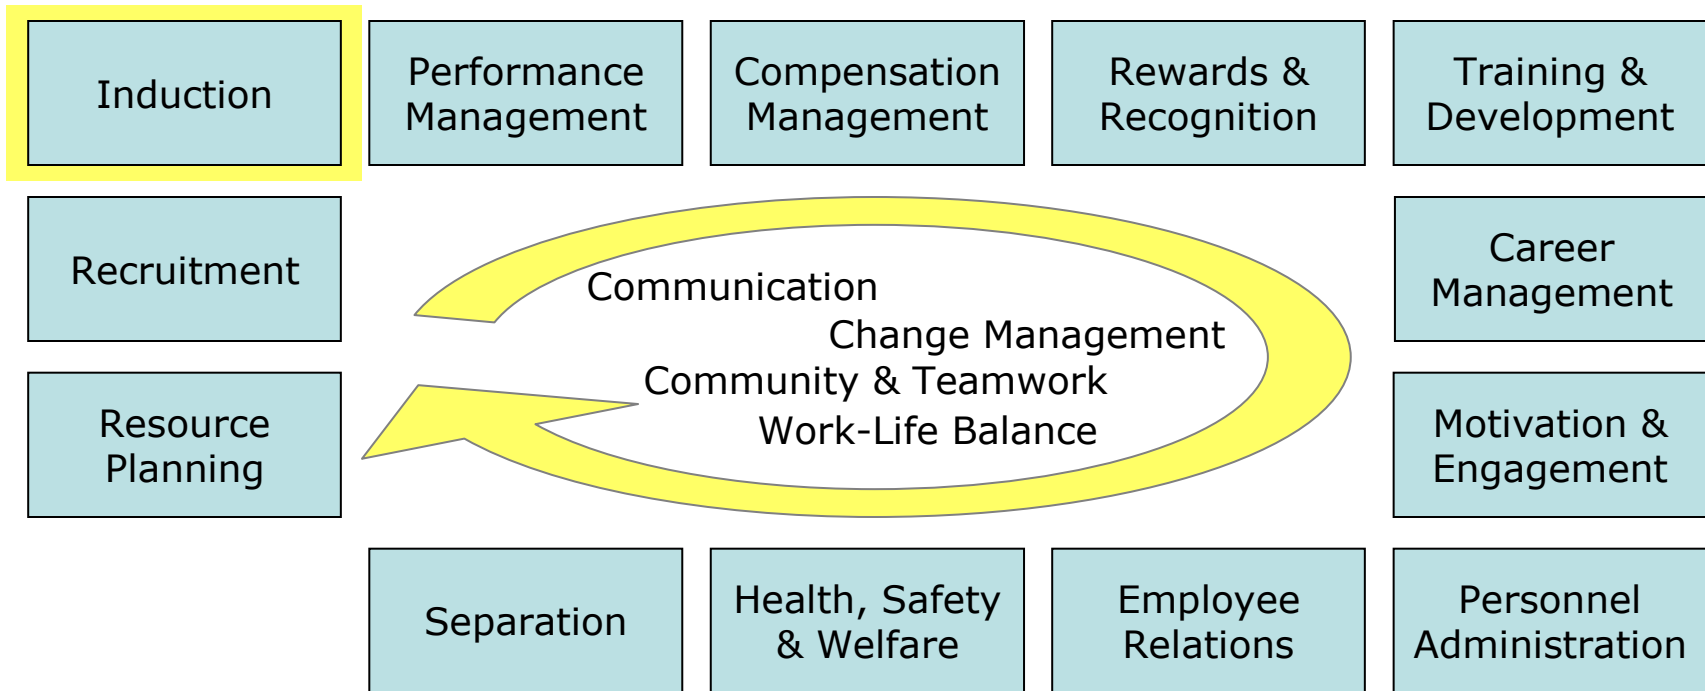 Induction
Performance
Management
Compensation
Management
Rewards &
Recognition
Training &
Development
Recruitment
Communication
Change Management
Community & Teamwork
Work-Life Balance
Career
Management
Resource
Planning
Motivation &
Engagement
Separation
Health, Safety
& Welfare
Employee
Relations
Personnel
Administration